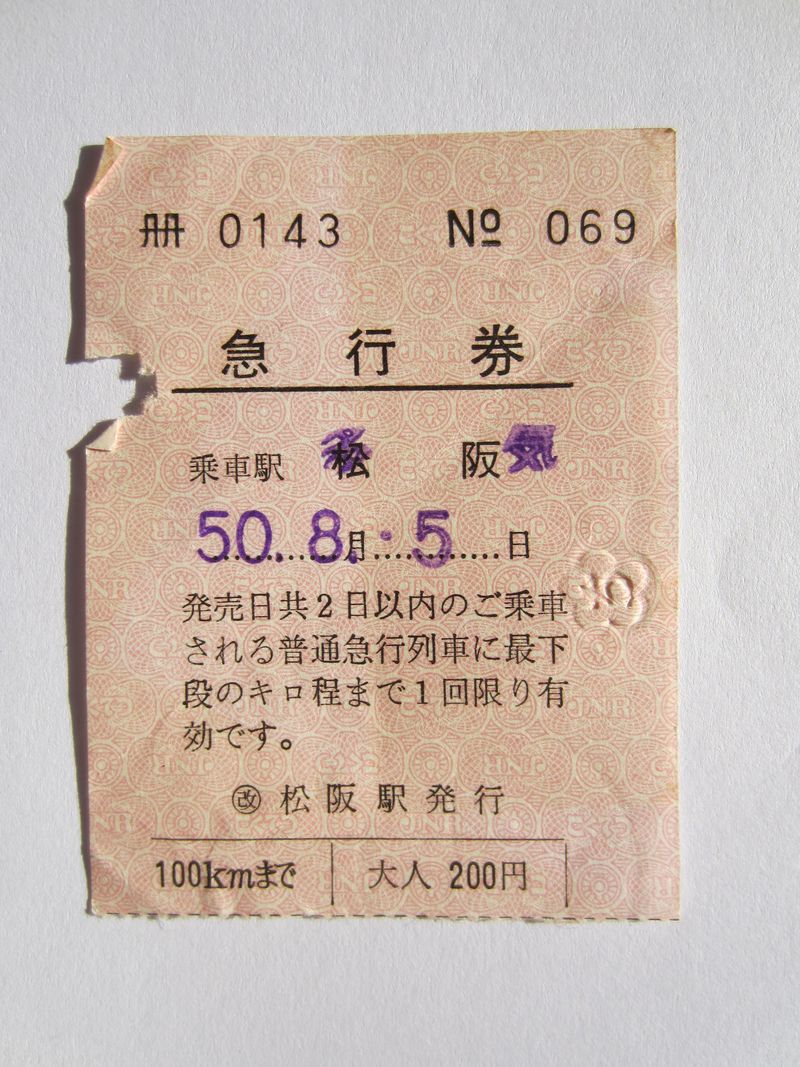 冊 0143 № 069
急行券
乗車駅 松阪
50.8月.5日
発売日共2日以内のご乗車
される普通急行列車に最下
段のキロ程まで1回限り有
効です。
㊢松阪駅発行
100kmまで 大人 200円